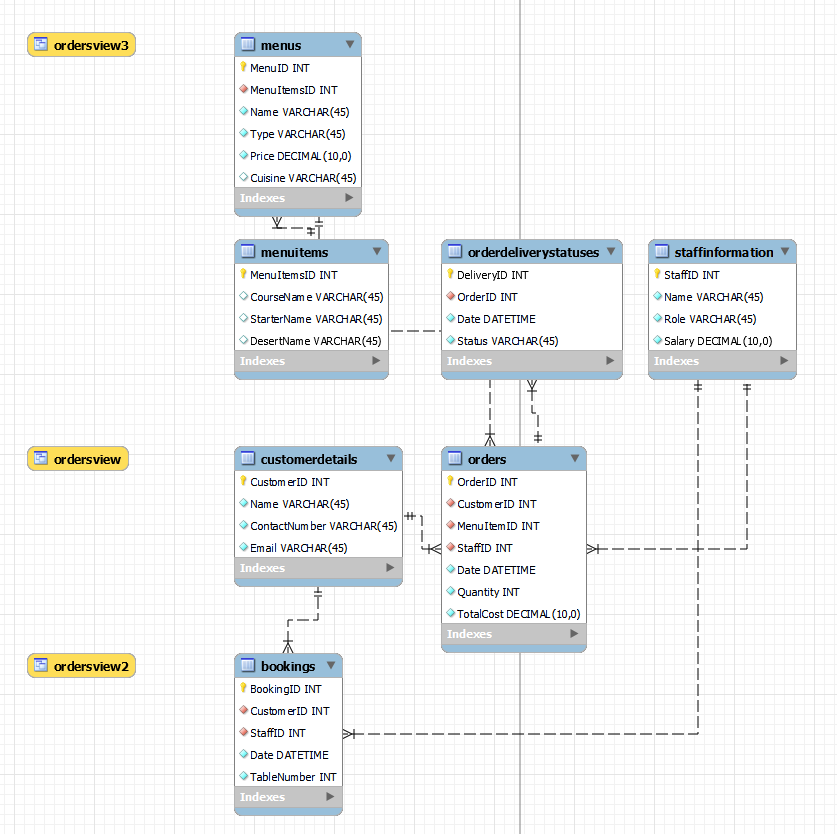 ordersview3
menus
MenuID INT
MenuItemsID INT
Name VARCHAR(45)
Type VARCHAR(45)
Price DECIMAL(10,0)
Cuisine VARCHAR(45)
Indexes
menuitems
MenuItemsID INT
CourseName VARCHAR(45)
StarterName VARCHAR(45)
DesertName VARCHAR(45)
Indexes
orderdeliverystatuses
DeliveryID INT
OrderID INT
Date DATETIME
Status VARCHAR(45)
Indexes
staffinformation
StaffID INT
Name VARCHAR(45)
Role VARCHAR(45)
Salary DECIMAL(10,0)
Indexes
ordersview
customerdetails
CustomerID INT
Name VARCHAR(45)
ContactNumber VARCHAR(45)
Email VARCHAR(45)
Indexes
orders
OrderID INT
CustomerID INT
MenuItemID INT
StaffID INT
Date DATETIME
Quantity INT
TotalCost DECIMAL(10,0)
Indexes
ordersview2
bookings
BookingID INT
CustomerID INT
StaffID INT
Date DATETIME
TableNumber INT
Indexes